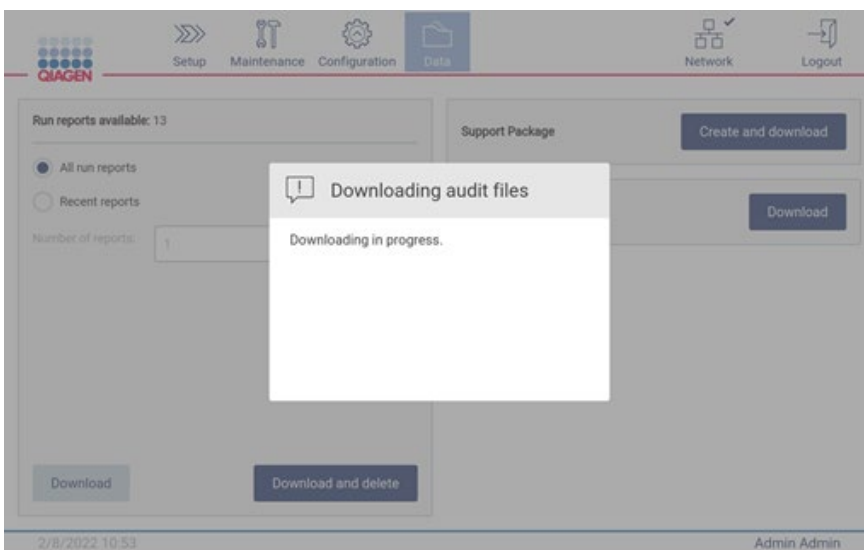 QIAGEN
Setup
Maintenance
Configuration
Data
Network
Logout
Run reports available: 13
All run reports
Recent reports
Number of reports:
1
Download
Download and delete
Support Package
Create and download
Download
Downloading audit files
Downloading in progress.
2/8/2022 10:53
Admin Admin